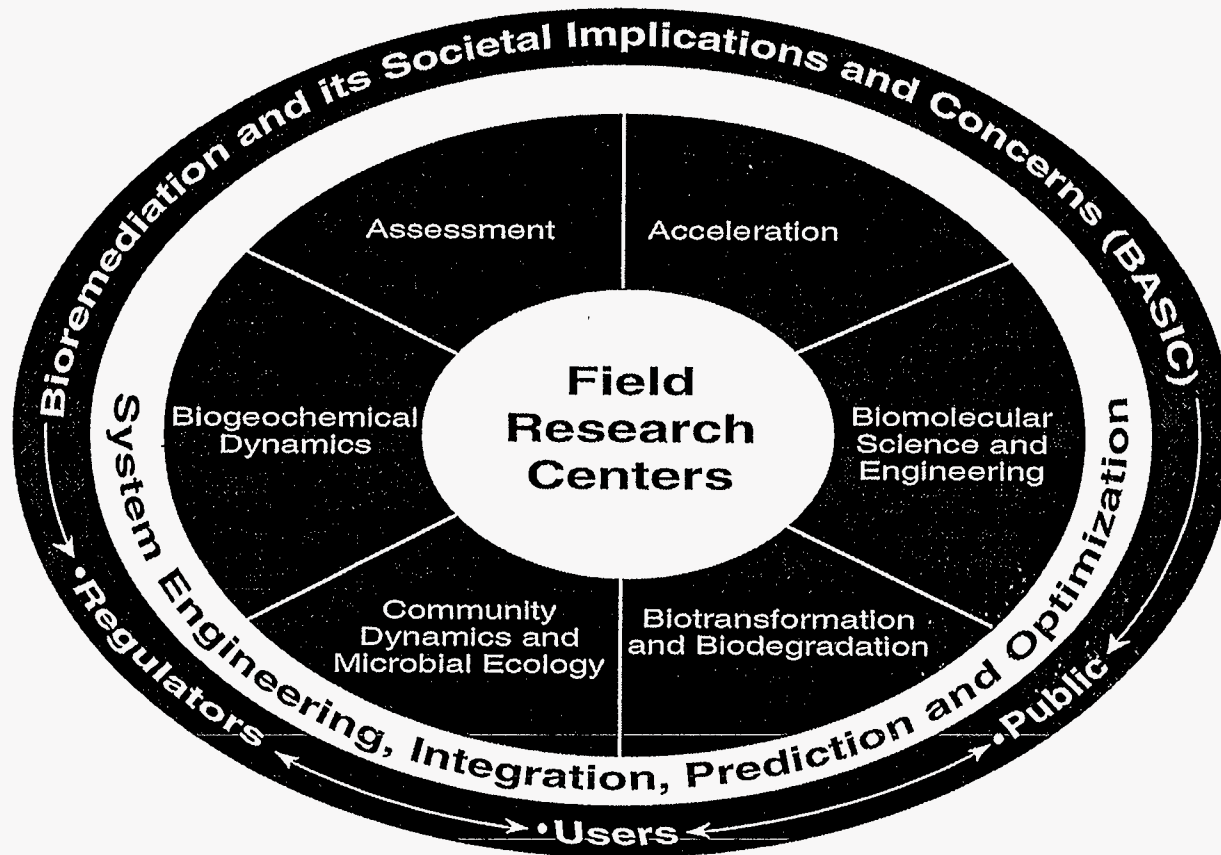 Bioremediation and its Societal Implications and Concerns (BASIC)
Assessment
Acceleration
Biogeochemical
Dynamics
Field
Research
Centers
Biomolecular
Science and
Engineering
Community
Dynamics and
Microbial Ecology
Biotransformation
and Biodegradation
System Engineering, Integration, Prediction and Optimization
•Regulators
•Users
•Public